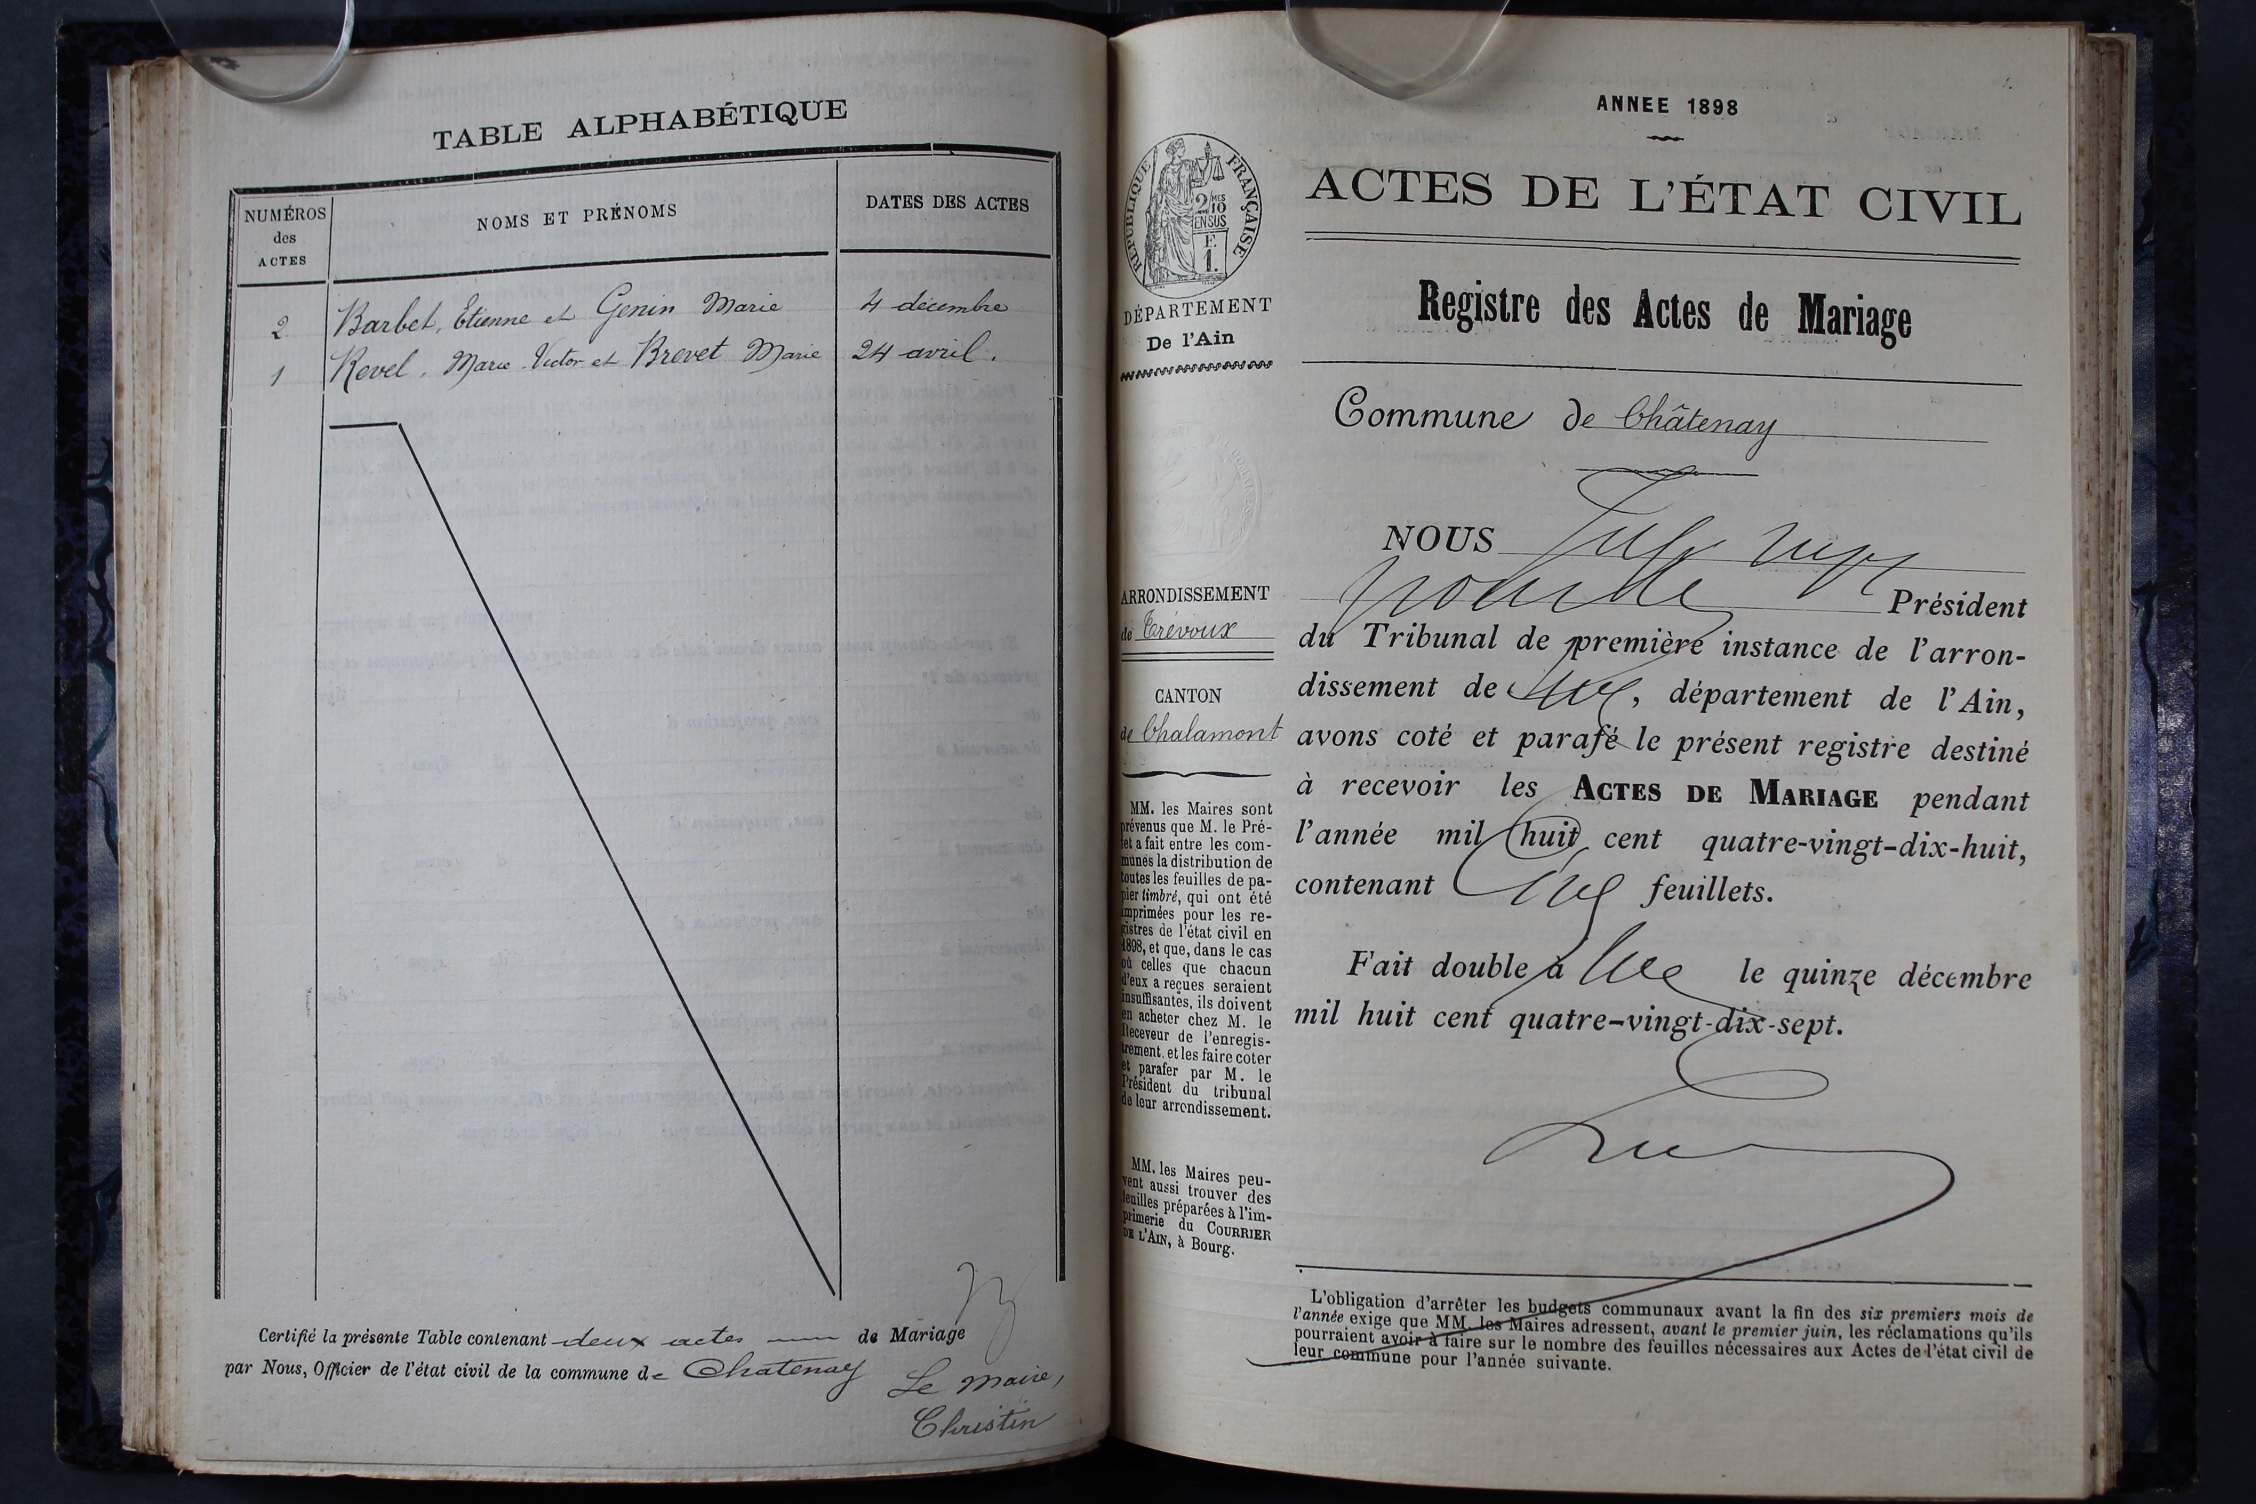 TABLE ALPHABÉTIQUE
NUMÉROS
des
ACTES
NOMS ET PRÉNOMS
DATES DES ACTES
2 Barbet, Etienne et Genin Marie 4 décembre
1 Revel, Marie-Victor et Brevet Marie 24 avril.
Certifié la présente Table contenant deux actes de Mariage
par Nous, Officier de l'état civil de la commune de Chatenay
Le Maire,
Christin
ANNEE 1898
ACTES DE L'ÉTAT CIVIL
Registre des Actes de Mariage
Commune de Châtenay
RÉPUBLIQUE FRANÇAISE
2 MES
10
EN SUS
F.
1.
DÉPARTEMENT
De l'Ain
ARRONDISSEMENT
de Trévoux
CANTON
de Chalamont
MM. les Maires sont
prévenus que M. le Pré-
fet a fait entre les com-
munes la distribution de
toutes les feuilles de pa-
pier timbré, qui ont été
imprimées pour les re-
gistres de l'état civil en
1898, et que, dans le cas
où celles que chacun
d'eux a reçues seraient
insuffisantes, ils doivent
en acheter chez M. le
Receveur de l'enregis-
trement, et les faire coter
et parafer par M. le
Président du tribunal
de leur arrondissement.
MM. les Maires peu-
vent aussi trouver des
feuilles préparées à l'im-
primerie du COURRIER
DE L'AIN, à Bourg.
NOUS
Président
du Tribunal de première instance de l'arron-
dissement de , département de l'Ain,
avons coté et parafé le présent registre destiné
à recevoir les ACTES DE MARIAGE pendant
l'année mil huit cent quatre-vingt-dix-huit,
contenant feuillets.
Fait double à le quinze décembre
mil huit cent quatre-vingt-dix-sept.
L'obligation d'arrêter les budgets communaux avant la fin des six premiers mois de
l'année exige que MM. les Maires adressent, avant le premier juin, les réclamations qu'ils
pourraient avoir à faire sur le nombre des feuilles nécessaires aux Actes de l'état civil de
leur commune pour l'année suivante.